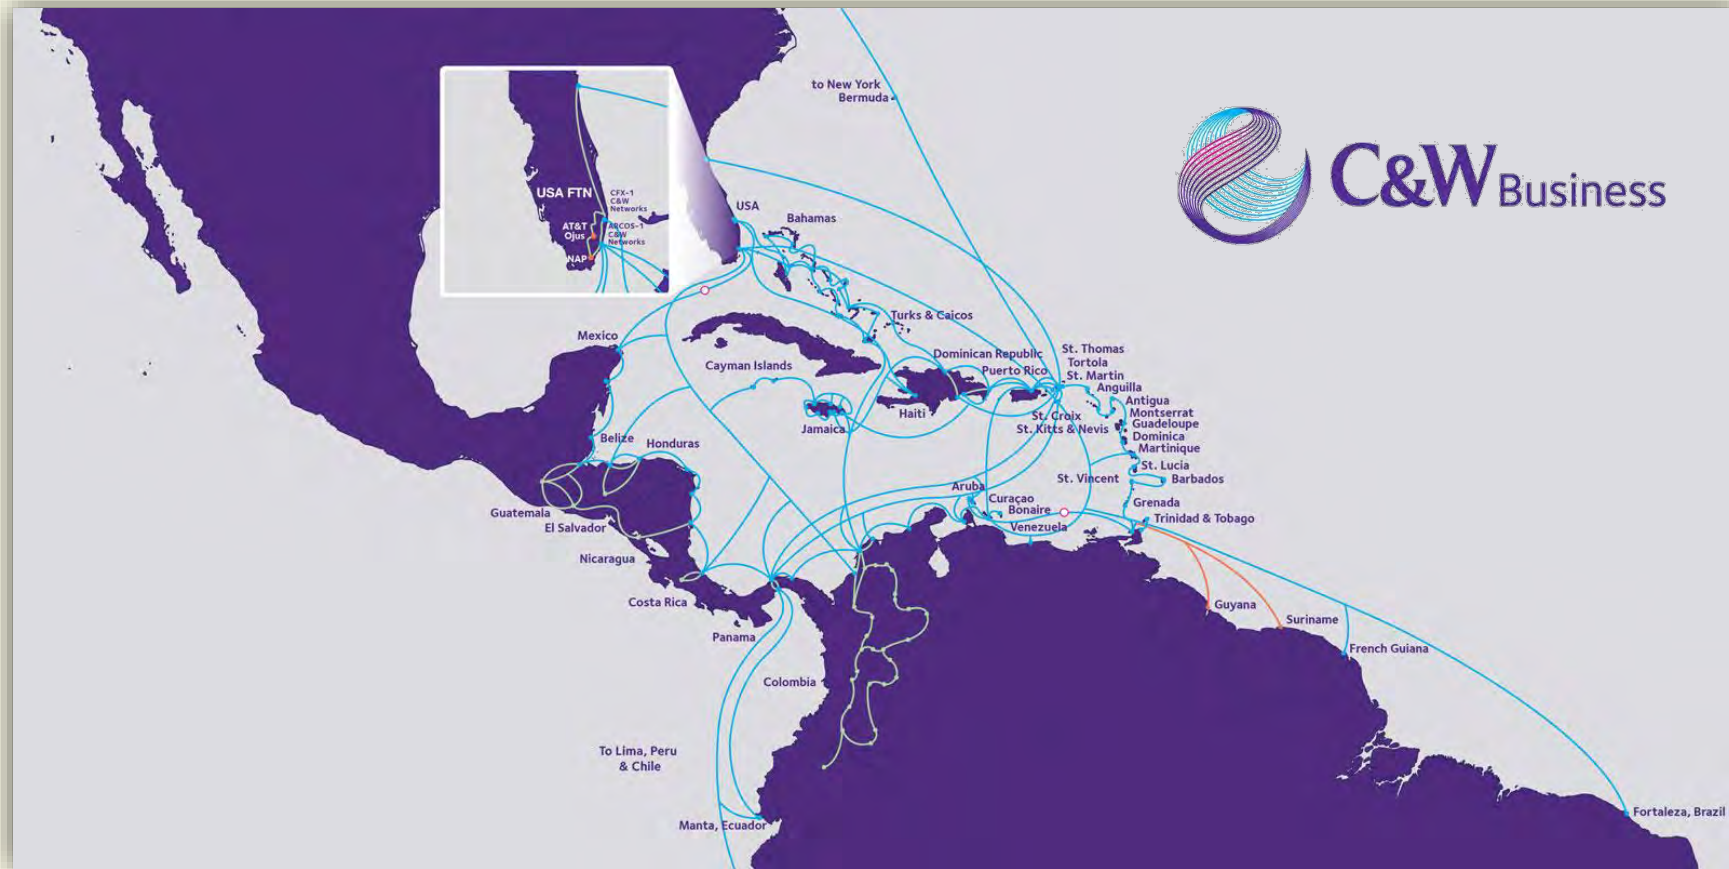 to New York
Bermuda
C&W Business
USA FTN
CFX-1
C&W
Networks
AT&T
Ojus
ARCOS-1
C&W
Networks
NAP
USA
Bahamas
Turks & Caicos
Mexico
Cayman Islands
Dominican Republic
Puerto Rico
St. Thomas
Tortola
St. Martin
Anguilla
Antigua
Montserrat
Guadeloupe
Dominica
Martinique
Haiti
Jamaica
St. Croix
St. Kitts & Nevis
Belize
Honduras
St. Lucia
St. Vincent
Barbados
Aruba
Curaçao
Bonaire
Grenada
Guatemala
El Salvador
Venezuela
Trinidad & Tobago
Nicaragua
Costa Rica
Guyana
Suriname
Panama
French Guiana
Colombia
To Lima, Peru
& Chile
Manta, Ecuador
Fortaleza, Brazil